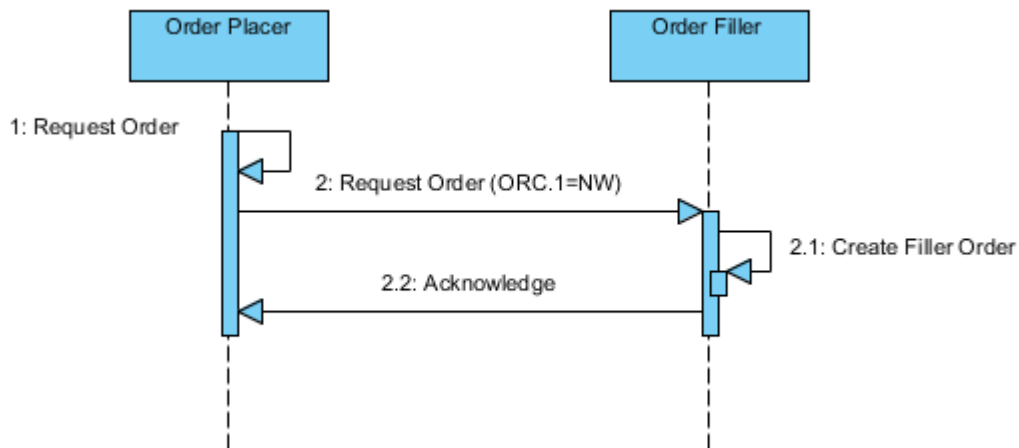 Order Placer
Order Filler
1: Request Order
2: Request Order (ORC.1=NW)
2.1: Create Filler Order
2.2: Acknowledge